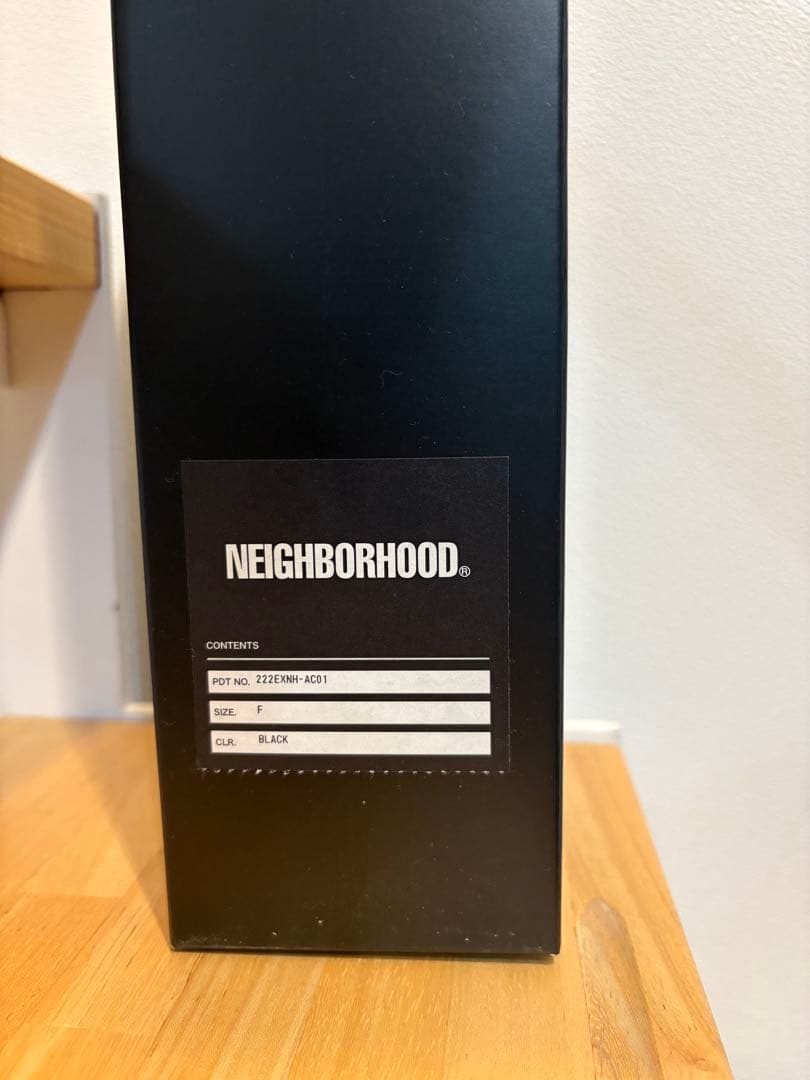 NEIGHBORHOOD®
CONTENTS
PDT NO. 222EXNH-AC01
SIZE. F
CLR. BLACK